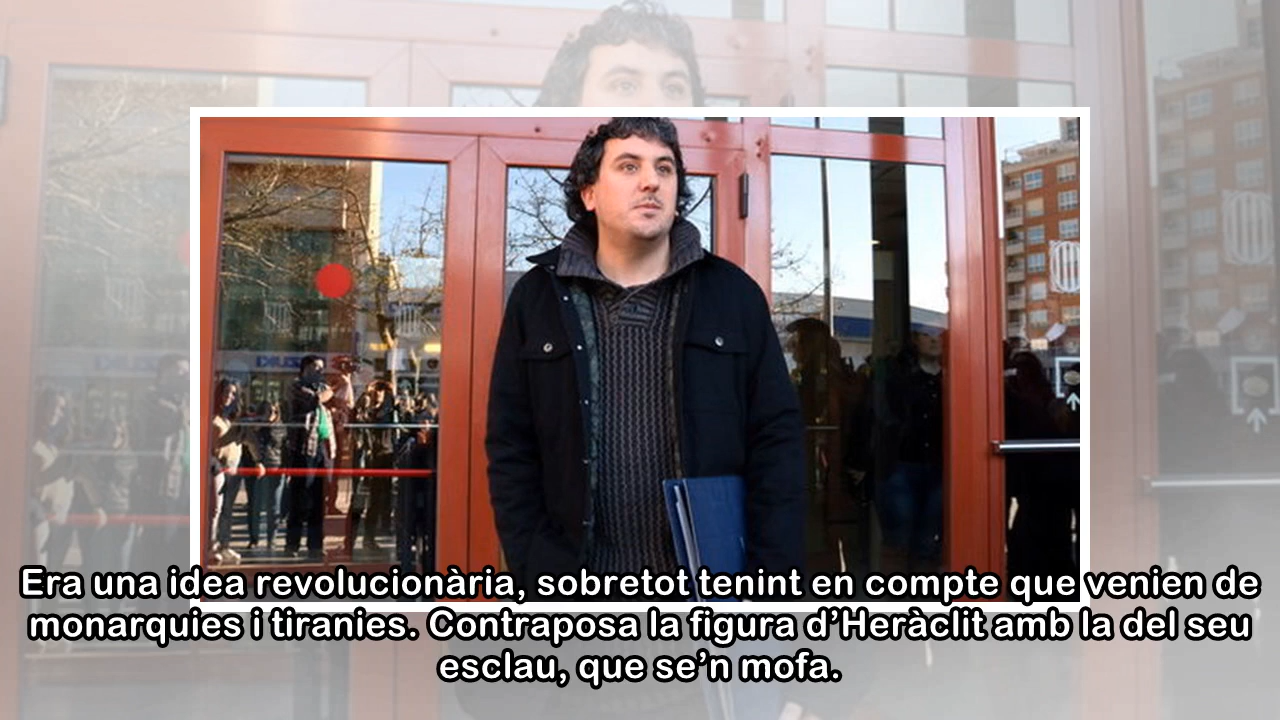 Era una idea revolucionària, sobretot tenint en compte que venien de
monarquies i tiranies. Contraposa la figura d’Heràclit amb la del seu
esclau, que se’n mofa.